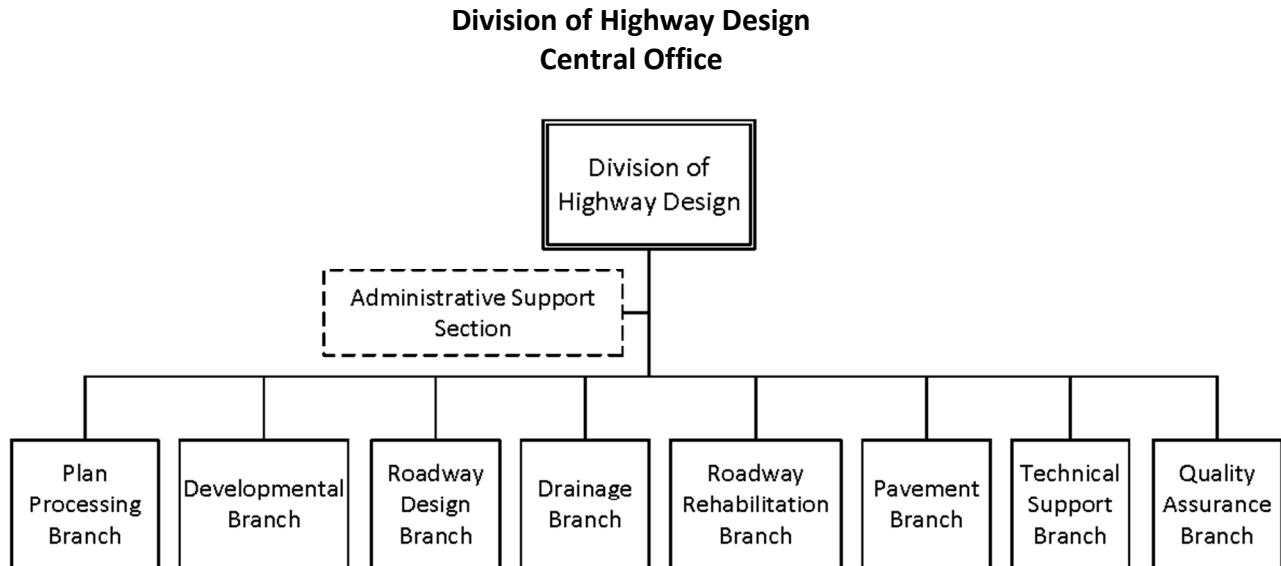 Division of Highway Design
Central Office
Division of
Highway Design
Administrative Support
Section
Plan
Processing
Branch
Developmental
Branch
Roadway
Design
Branch
Drainage
Branch
Roadway
Rehabilitation
Branch
Pavement
Branch
Technical
Support
Branch
Quality
Assurance
Branch